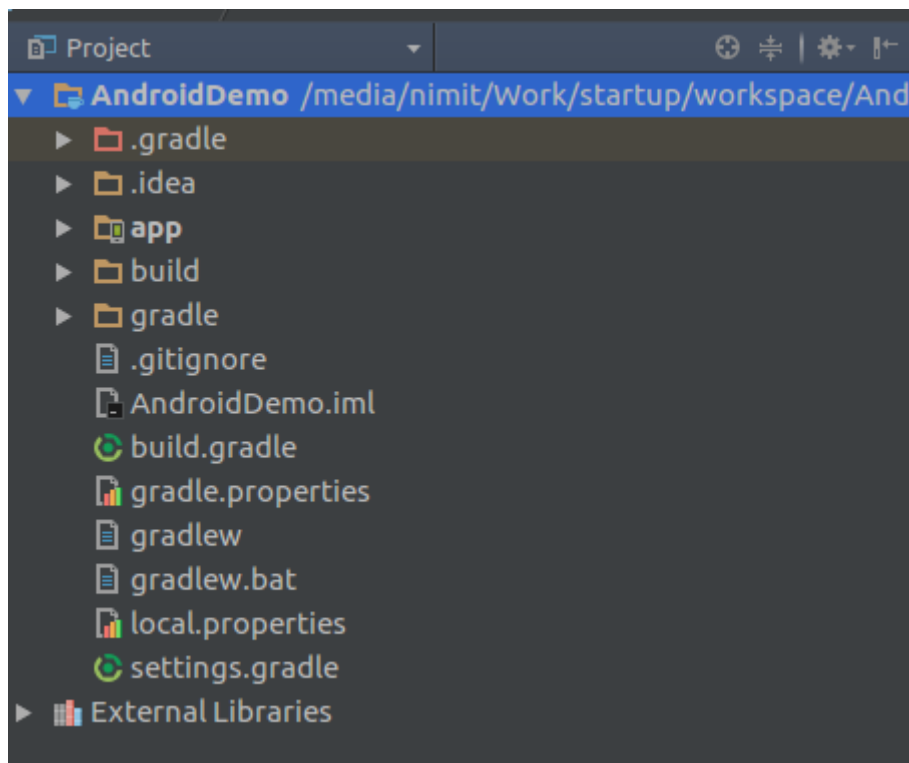 Project
AndroidDemo /media/nimit/Work/startup/workspace/And
.gradle
.idea
app
build
gradle
.gitignore
AndroidDemo.iml
build.gradle
gradle.properties
gradlew
gradlew.bat
local.properties
settings.gradle
External Libraries